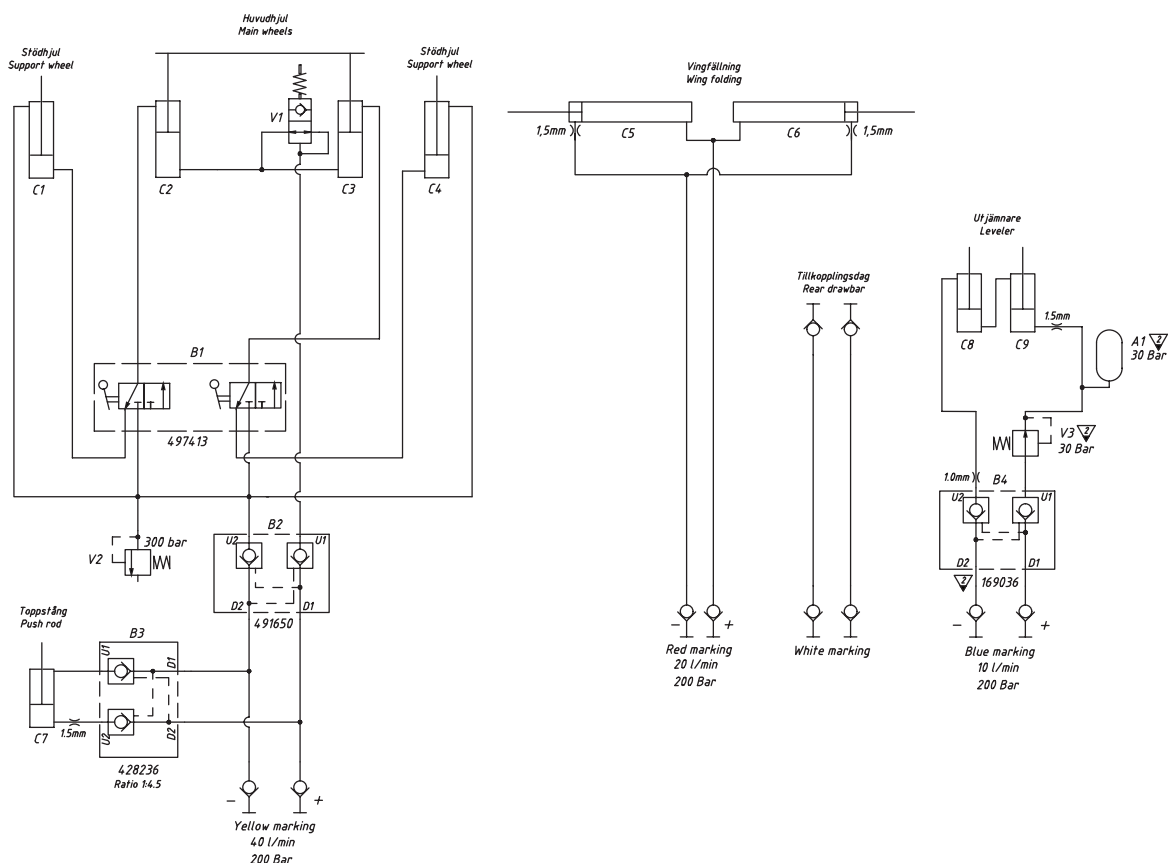 Huvudhjul
Main wheels
Stödhjul
Support wheel
Stödhjul
Support wheel
V1
C1
C2
C3
C4
B1
497413
V2
300 bar
B2
U2
U1
D2
D1
491650
Toppstång
Push rod
B3
U1
D1
U2
D2
C7
1.5mm
428236
Ratio 1:4.5
-
+
Yellow marking
40 l/min
200 Bar
Vingfällning
Wing folding
1,5mm
C5
C6
1,5mm
-
+
Red marking
20 l/min
200 Bar
Tillkopplingsdag
Rear drawbar
White marking
Utjämnare
Leveler
C8
C9
1.5mm
A1 2
30 Bar
V3 2
30 Bar
1.0mm
B4
U2
U1
D2
D1
2
169036
-
+
Blue marking
10 l/min
200 Bar